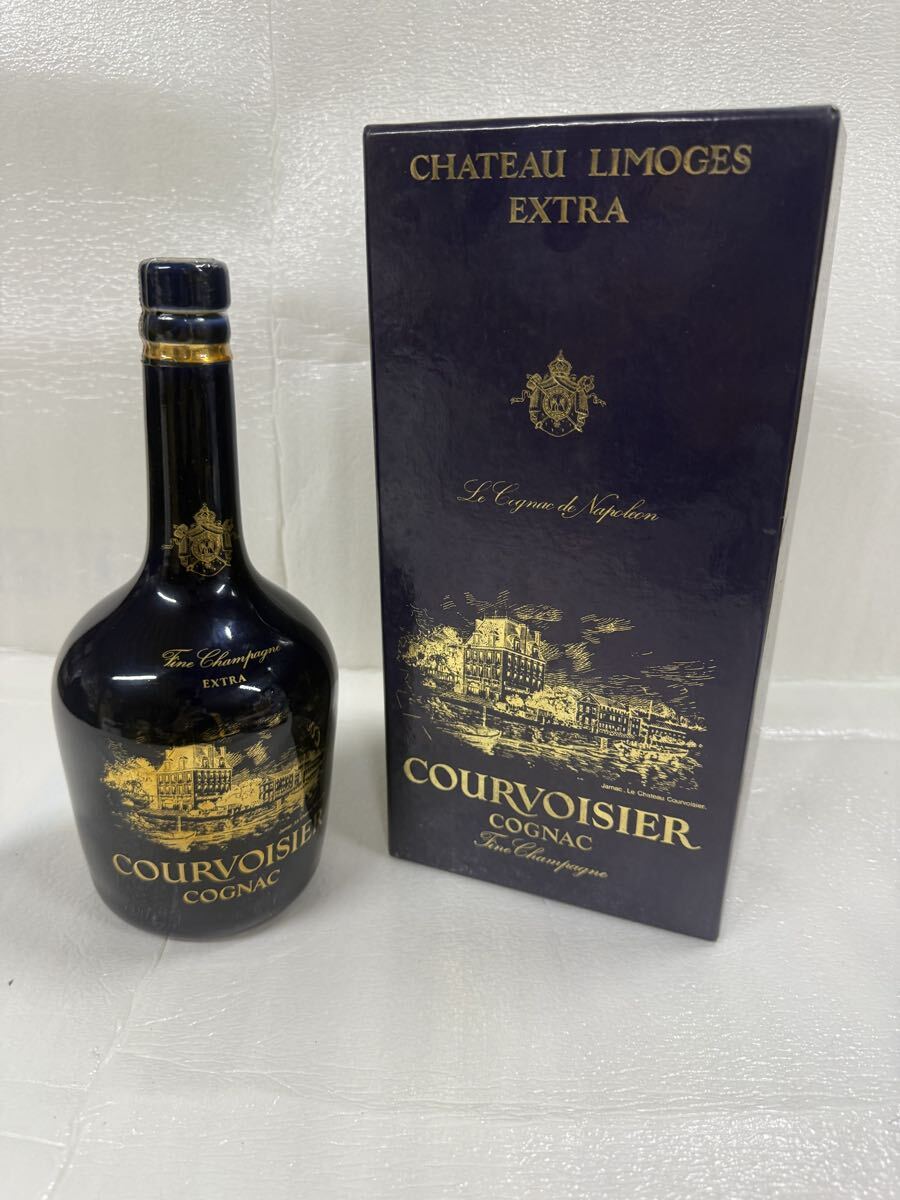 Fine Champagne
EXTRA
COURVOISIER
COGNAC
CHATEAU LIMOGES
EXTRA
Le Cognac de Napoleon
Jarnac, Le Chateau Courvoisier.
COURVOISIER
COGNAC
Fine Champagne